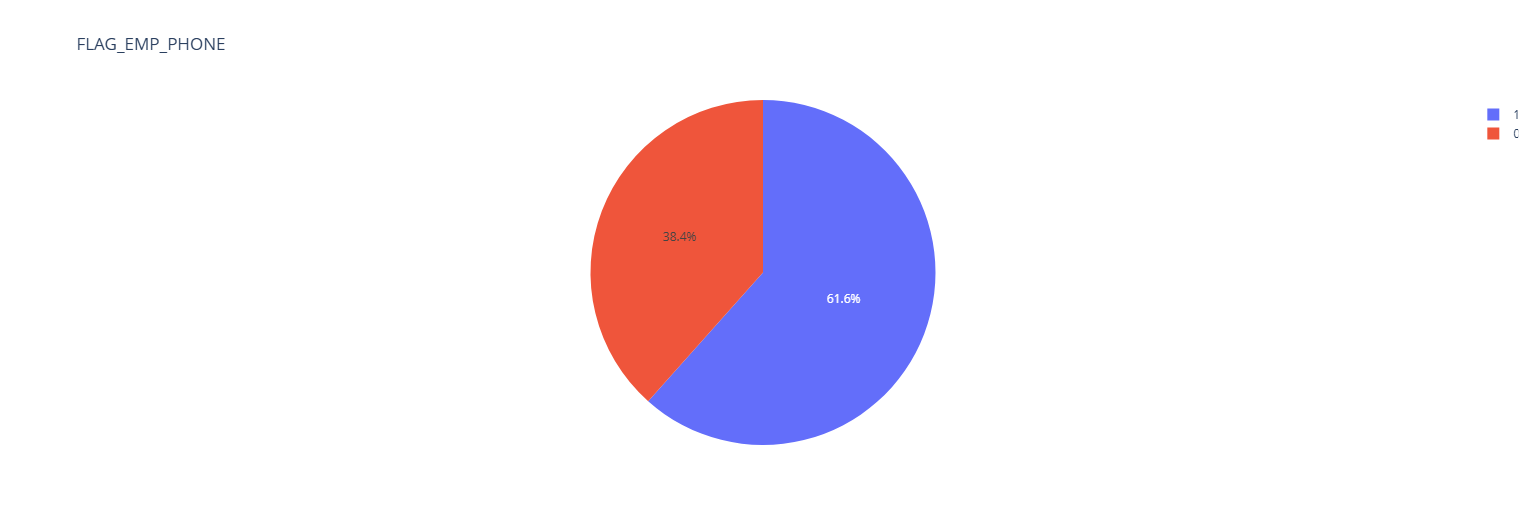 FLAG_EMP_PHONE
1
0
38.4%
61.6%